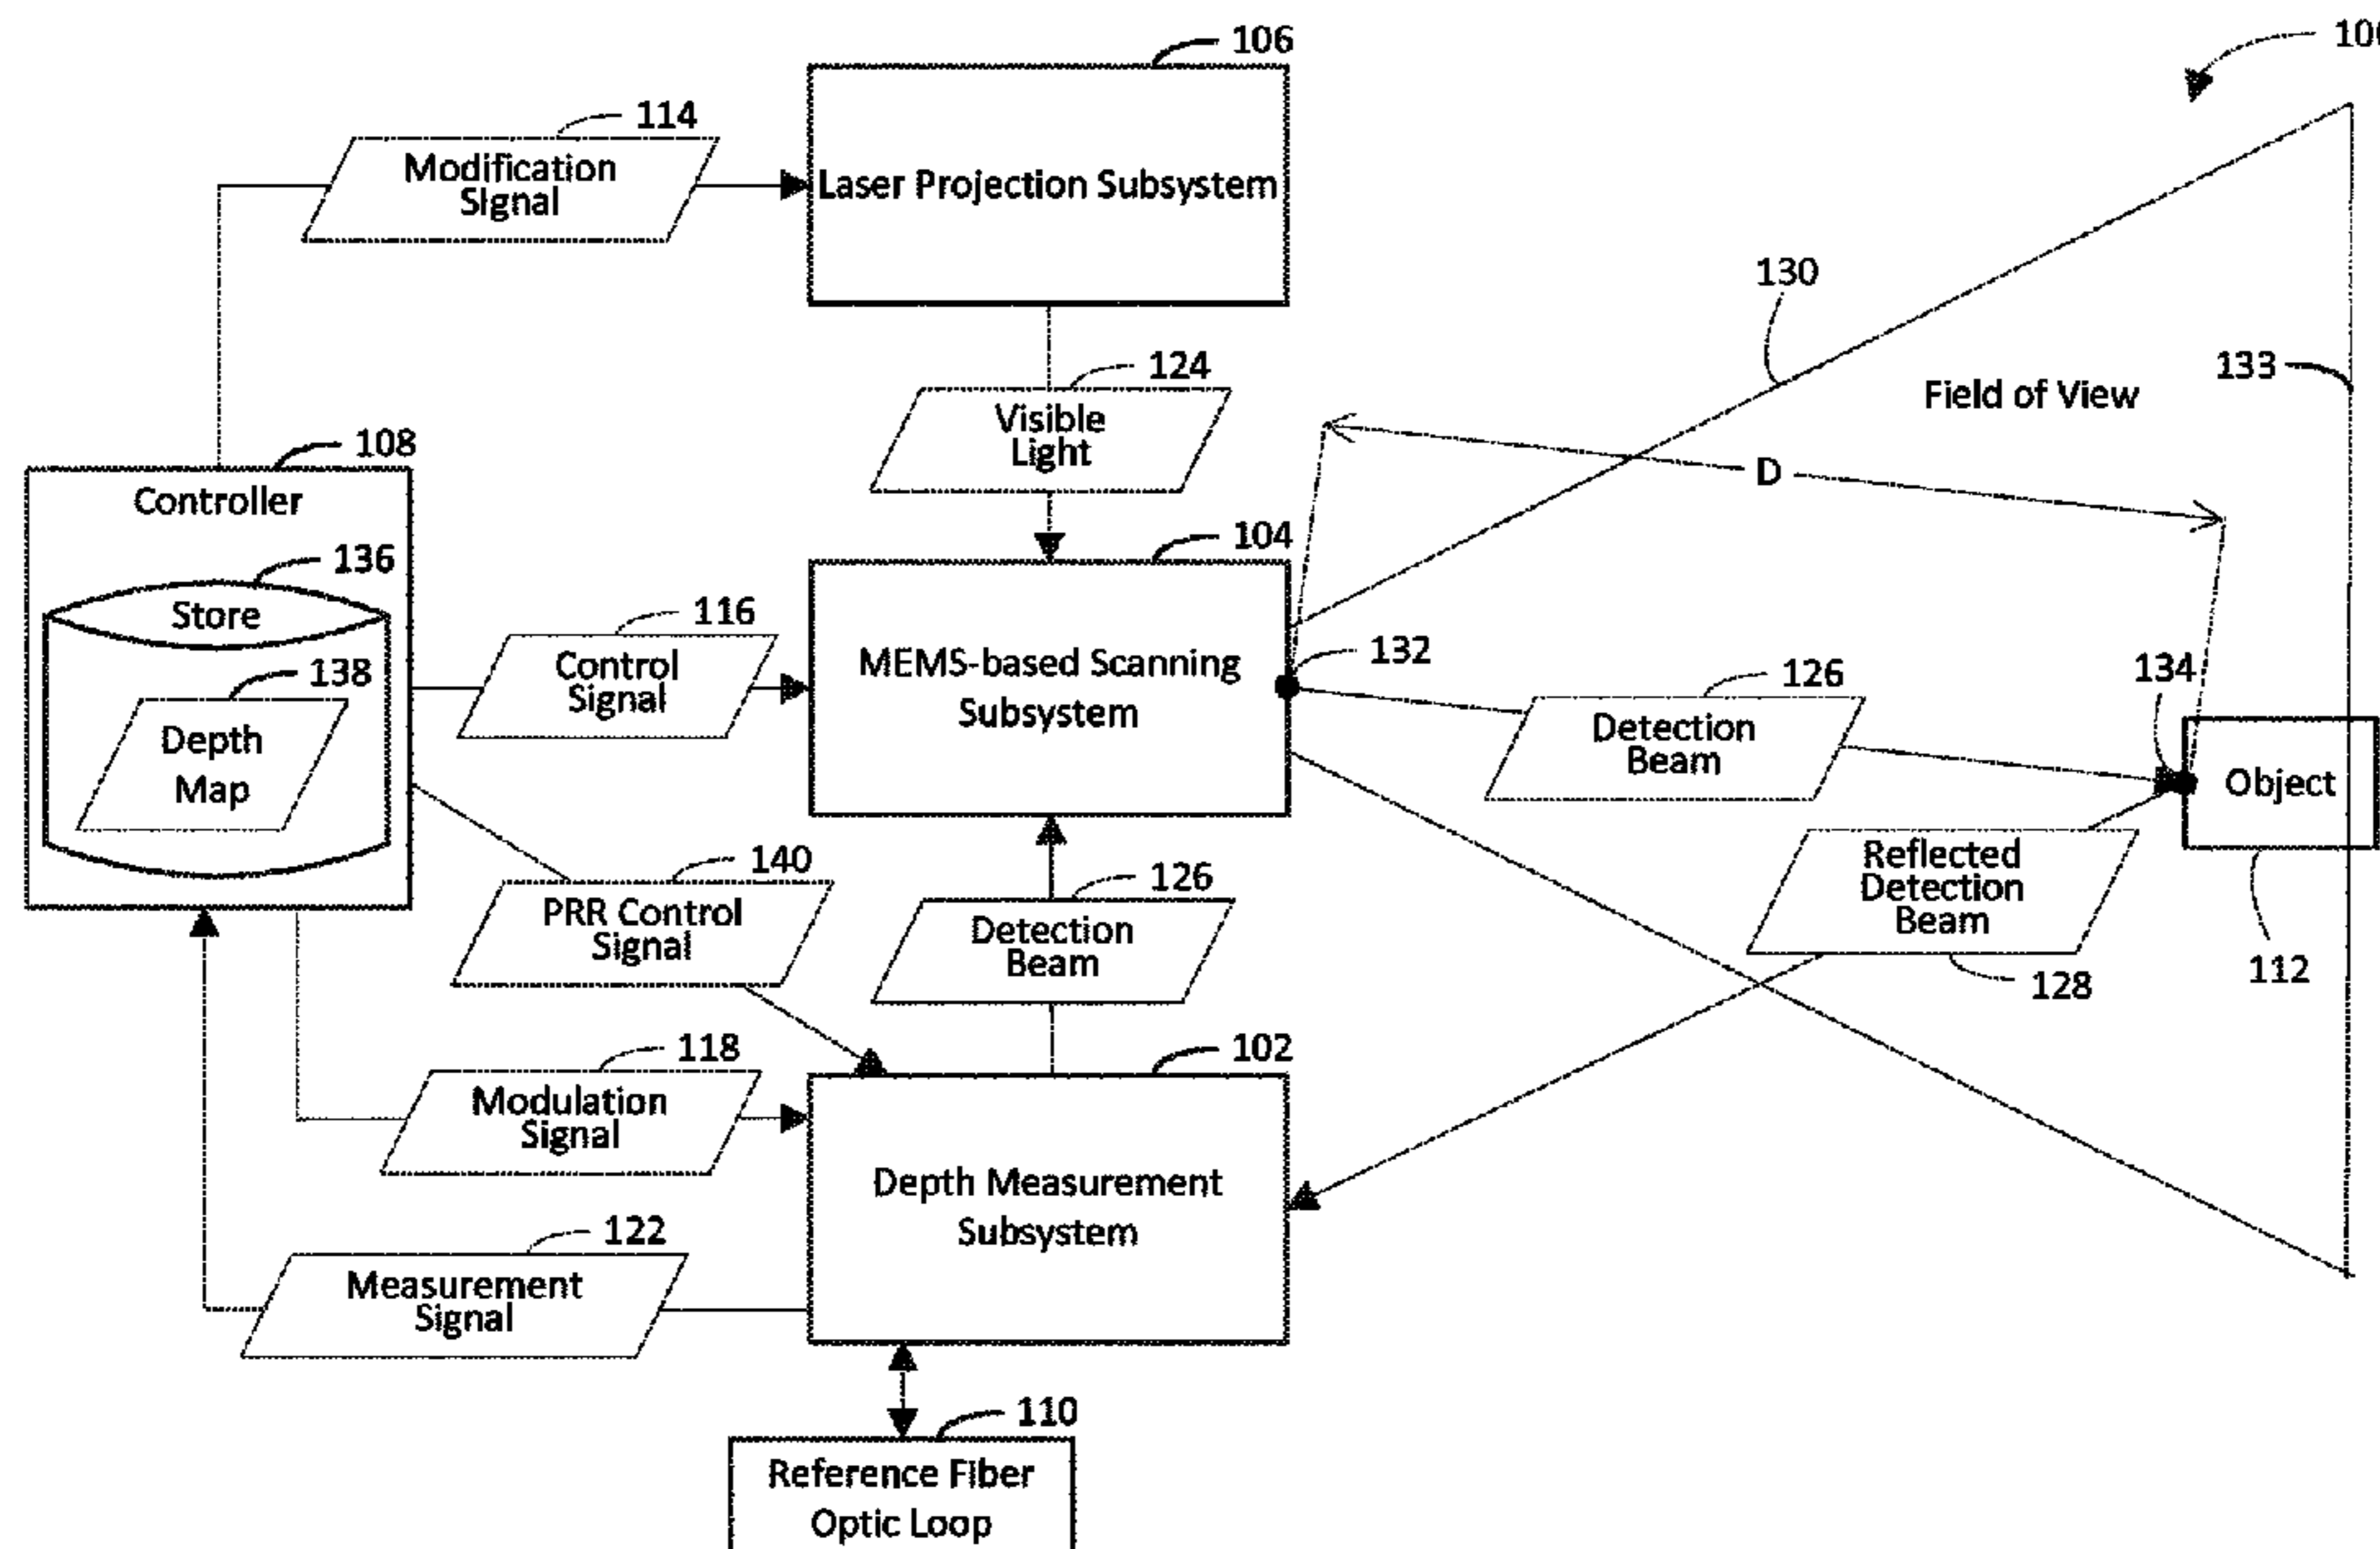 106
100
114
Modification
Signal
Laser Projection Subsystem
130
124
133
Field of View
Visible
Light
108
D
Controller
104
136
Store
116
132
138
Control
Signal
MEMS-based Scanning
Subsystem
126
134
Depth
Map
Detection
Beam
Object
140
126
Reflected
Detection
Beam
PRR Control
Signal
Detection
Beam
112
128
118
102
Modulation
Signal
Depth Measurement
Subsystem
122
Measurement
Signal
110
Reference Fiber
Optic Loop